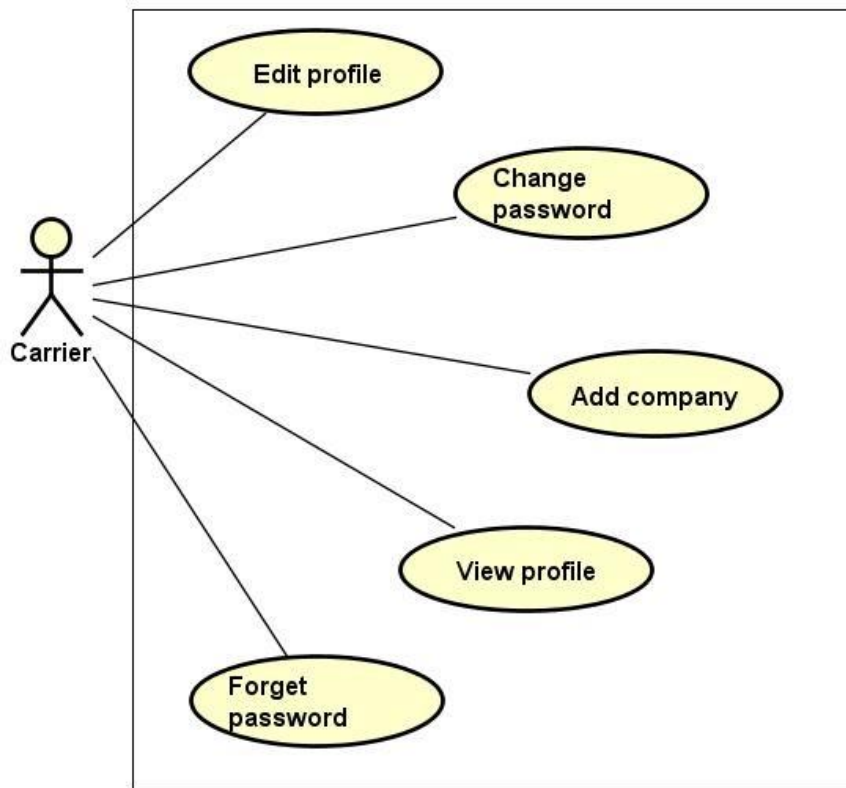 Edit profile
Change
password
Carrier
Add company
View profile
Forget
password